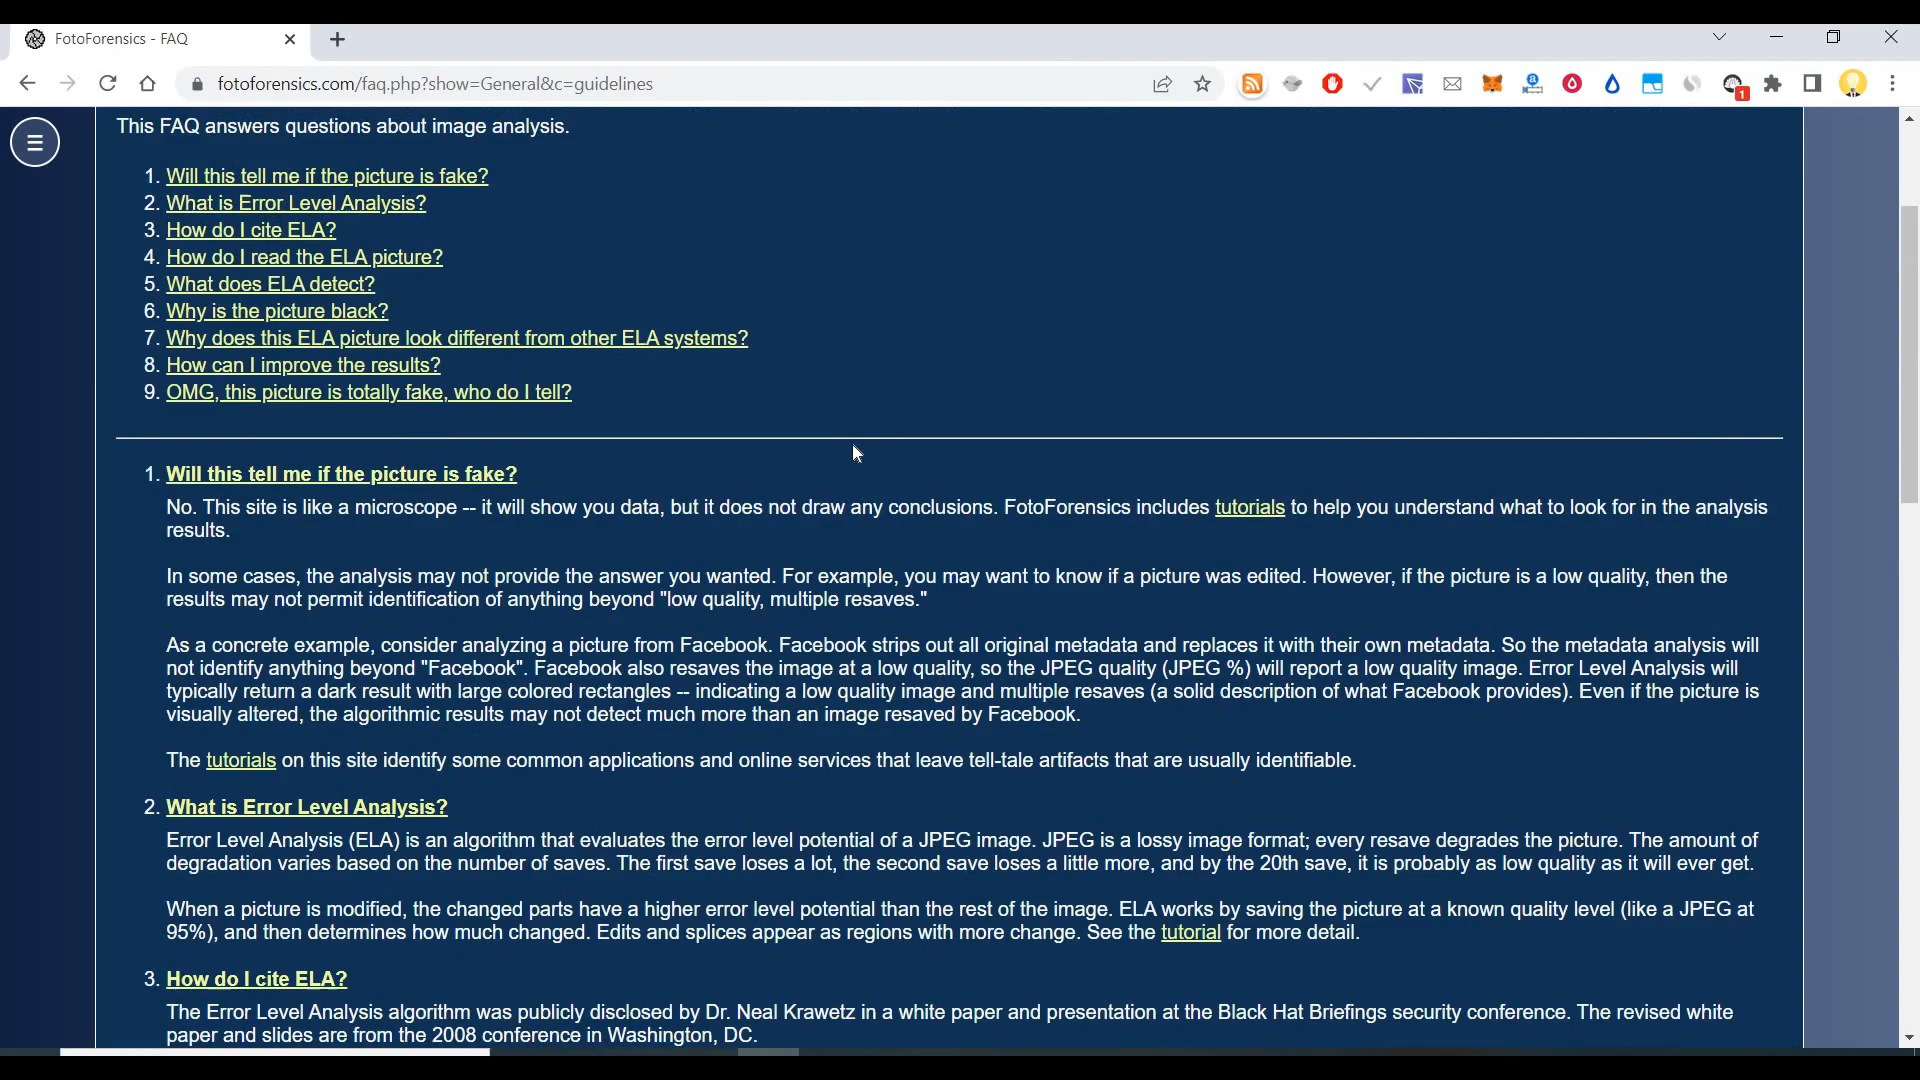 FotoForensics - FAQ
fotoforensics.com/faq.php?show=General&c=guidelines
1
This FAQ answers questions about image analysis.
1. Will this tell me if the picture is fake?
2. What is Error Level Analysis?
3. How do I cite ELA?
4. How do I read the ELA picture?
5. What does ELA detect?
6. Why is the picture black?
7. Why does this ELA picture look different from other ELA systems?
8. How can I improve the results?
9. OMG, this picture is totally fake, who do I tell?
1. Will this tell me if the picture is fake?
No. This site is like a microscope -- it will show you data, but it does not draw any conclusions. FotoForensics includes tutorials to help you understand what to look for in the analysis
results.
In some cases, the analysis may not provide the answer you wanted. For example, you may want to know if a picture was edited. However, if the picture is a low quality, then the
results may not permit identification of anything beyond "low quality, multiple resaves."
As a concrete example, consider analyzing a picture from Facebook. Facebook strips out all original metadata and replaces it with their own metadata. So the metadata analysis will
not identify anything beyond "Facebook". Facebook also resaves the image at a low quality, so the JPEG quality (JPEG %) will report a low quality image. Error Level Analysis will
typically return a dark result with large colored rectangles -- indicating a low quality image and multiple resaves (a solid description of what Facebook provides). Even if the picture is
visually altered, the algorithmic results may not detect much more than an image resaved by Facebook.
The tutorials on this site identify some common applications and online services that leave tell-tale artifacts that are usually identifiable.
2. What is Error Level Analysis?
Error Level Analysis (ELA) is an algorithm that evaluates the error level potential of a JPEG image. JPEG is a lossy image format; every resave degrades the picture. The amount of
degradation varies based on the number of saves. The first save loses a lot, the second save loses a little more, and by the 20th save, it is probably as low quality as it will ever get.
When a picture is modified, the changed parts have a higher error level potential than the rest of the image. ELA works by saving the picture at a known quality level (like a JPEG at
95%), and then determines how much changed. Edits and splices appear as regions with more change. See the tutorial for more detail.
3. How do I cite ELA?
The Error Level Analysis algorithm was publicly disclosed by Dr. Neal Krawetz in a white paper and presentation at the Black Hat Briefings security conference. The revised white
paper and slides are from the 2008 conference in Washington, DC.